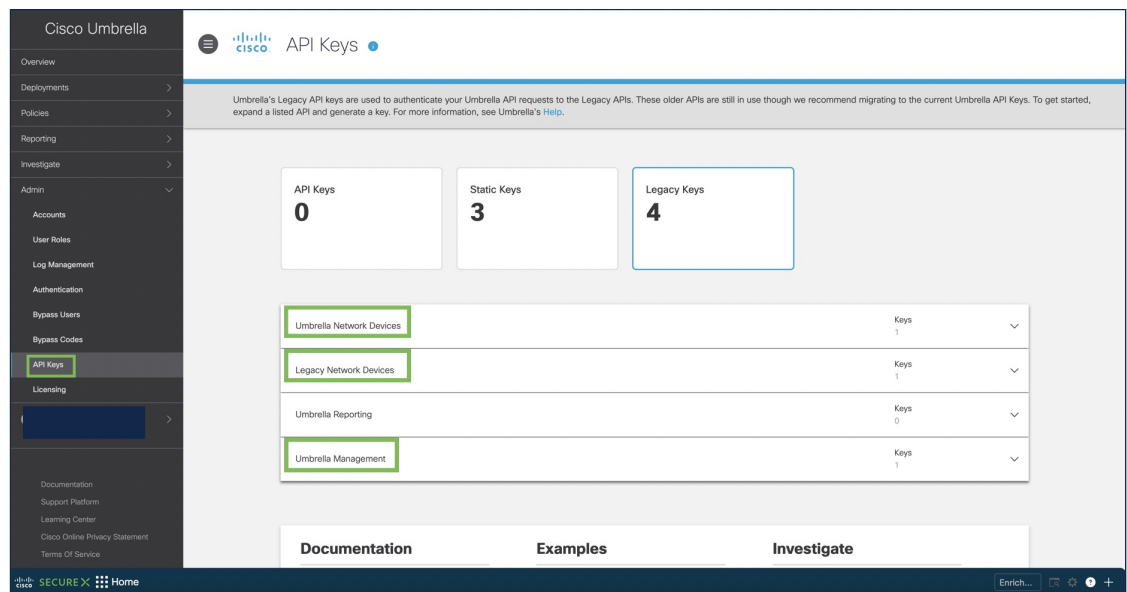 Cisco Umbrella
Overview
Deployments
Policies
Reporting
Investigate
Admin
Accounts
User Roles
Log Management
Authentication
Bypass Users
Bypass Codes
API Keys
Licensing
Documentation
Support Platform
Learning Center
Cisco Online Privacy Statement
Terms Of Service
CISCO API Keys
Umbrella's Legacy API keys are used to authenticate your Umbrella API requests to the Legacy APIs. These older APIs are still in use though we recommend migrating to the current Umbrella API Keys. To get started,
expand a listed API and generate a key. For more information, see Umbrella's Help.
API Keys
0
Static Keys
3
Legacy Keys
4
Umbrella Network Devices
Keys
1
Legacy Network Devices
Keys
1
Umbrella Reporting
Keys
0
Umbrella Management
Keys
1
Documentation
Examples
Investigate
CISCO SECUREX Home
Enrich...